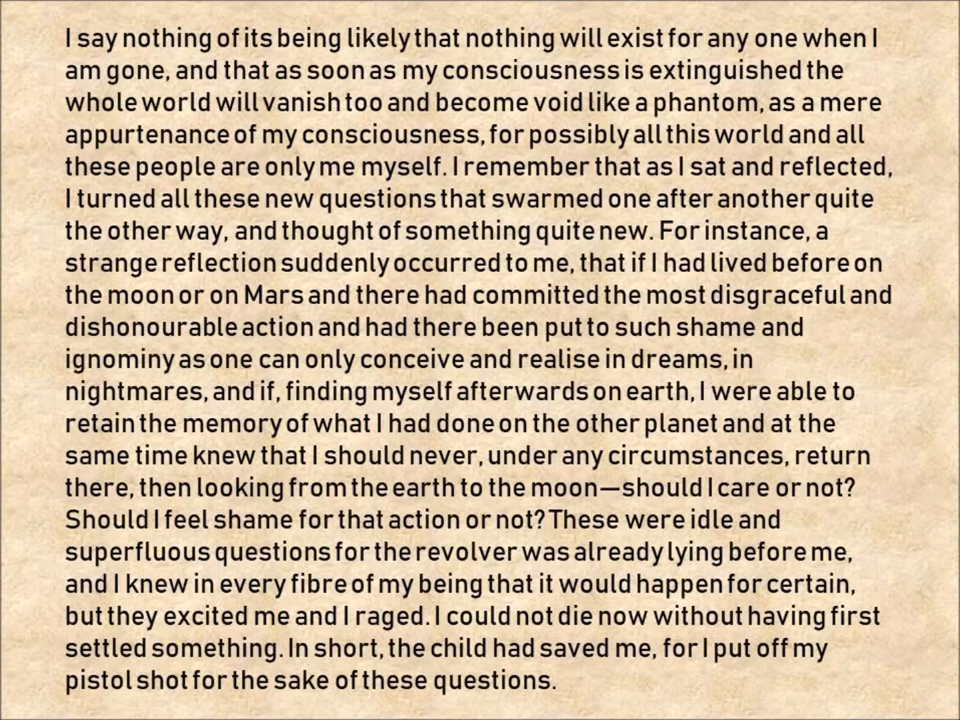 I say nothing of its being likely that nothing will exist for any one when I
am gone, and that as soon as my consciousness is extinguished the
whole world will vanish too and become void like a phantom, as a mere
appurtenance of my consciousness, for possibly all this world and all
these people are only me myself. I remember that as I sat and reflected,
I turned all these new questions that swarmed one after another quite
the other way, and thought of something quite new. For instance, a
strange reflection suddenly occurred to me, that if I had lived before on
the moon or on Mars and there had committed the most disgraceful and
dishonourable action and had there been put to such shame and
ignominy as one can only conceive and realise in dreams, in
nightmares, and if, finding myself afterwards on earth, I were able to
retain the memory of what I had done on the other planet and at the
same time knew that I should never, under any circumstances, return
there, then looking from the earth to the moon—should I care or not?
Should I feel shame for that action or not? These were idle and
superfluous questions for the revolver was already lying before me,
and I knew in every fibre of my being that it would happen for certain,
but they excited me and I raged. I could not die now without having first
settled something. In short, the child had saved me, for I put off my
pistol shot for the sake of these questions.